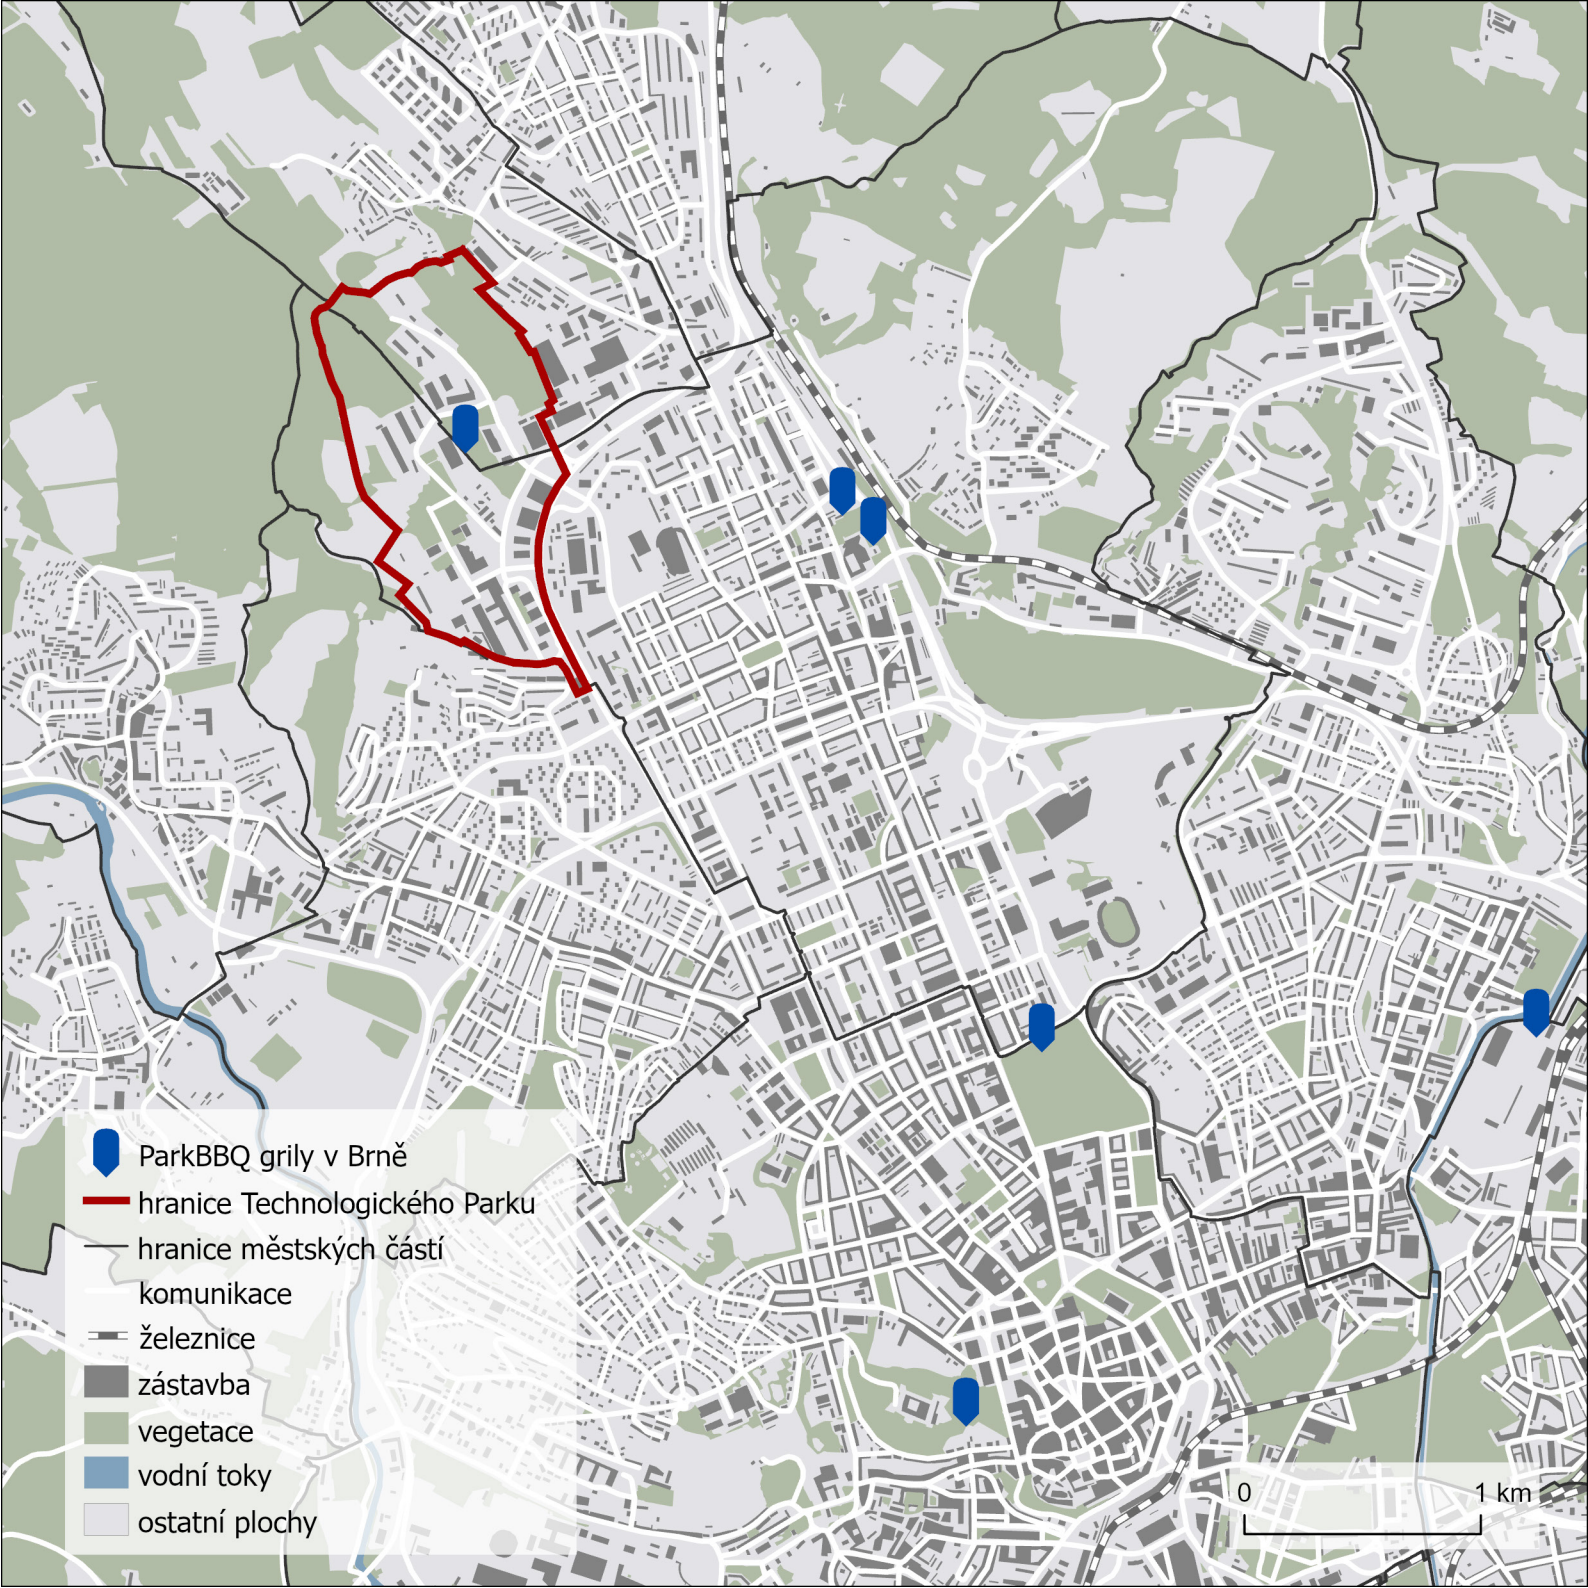 ParkBBQ grily v Brně
hranice Technologického Parku
hranice městských částí
komunikace
železnice
zástavba
vegetace
vodní toky
ostatní plochy
0 1 km